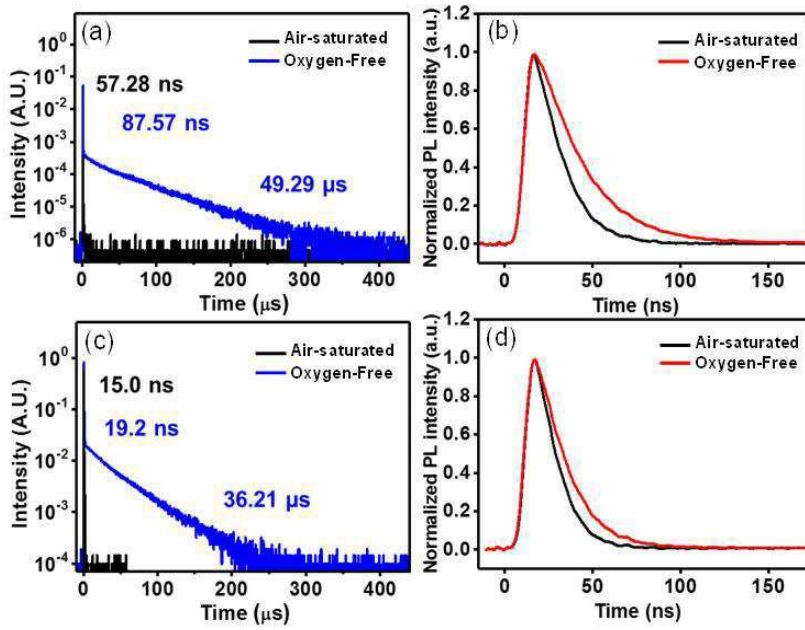 (a)
Air-saturated
Oxygen-Free
57.28 ns
87.57 ns
49.29 µs
Intensity (A.U.)
10⁰
10⁻¹
10⁻²
10⁻³
10⁻⁴
10⁻⁵
10⁻⁶
0 100 200 300 400
Time (µs)
(b)
Air-saturated
Oxygen-Free
Normalized PL intensity (a.u.)
1.2
1.0
0.8
0.6
0.4
0.2
0.0
0 50 100 150
Time (ns)
(c)
Air-saturated
Oxygen-Free
15.0 ns
19.2 ns
36.21 µs
Intensity (A.U.)
10⁰
10⁻¹
10⁻²
10⁻³
10⁻⁴
0 100 200 300 400
Time (µs)
(d)
Air-saturated
Oxygen-Free
Normalized PL intensity (a.u.)
1.2
1.0
0.8
0.6
0.4
0.2
0.0
0 50 100 150
Time (ns)